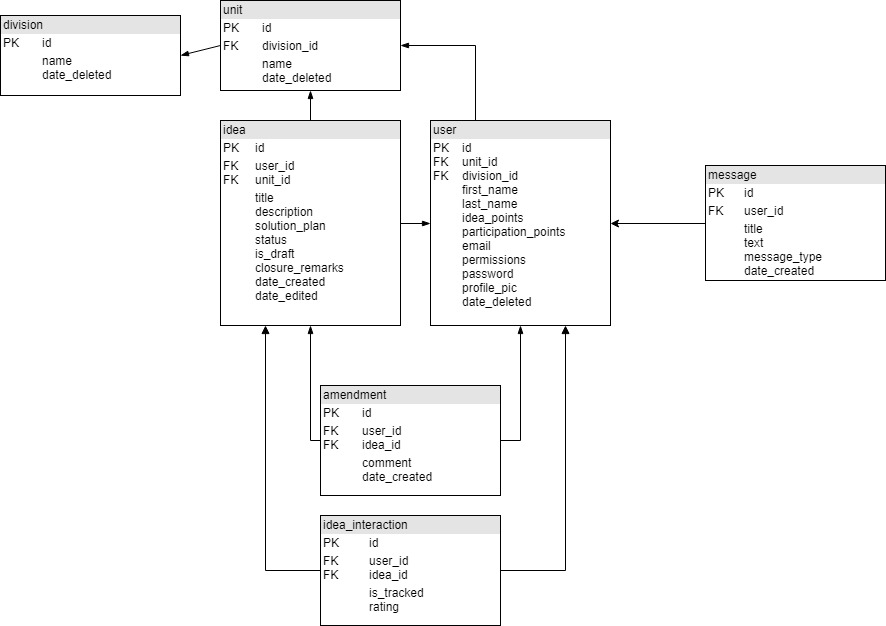 division
PK id
name
date_deleted
unit
PK id
FK division_id
name
date_deleted
idea
PK id
FK user_id
FK unit_id
title
description
solution_plan
status
is_draft
closure_remarks
date_created
date_edited
user
PK id
FK unit_id
FK division_id
first_name
last_name
idea_points
participation_points
email
permissions
password
profile_pic
date_deleted
message
PK id
FK user_id
title
text
message_type
date_created
amendment
PK id
FK user_id
FK idea_id
comment
date_created
idea_interaction
PK id
FK user_id
FK idea_id
is_tracked
rating